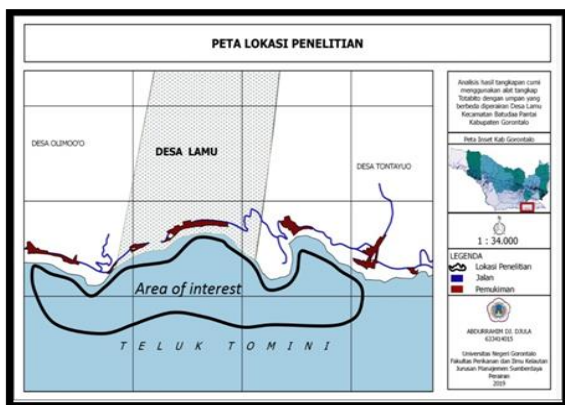 PETA LOKASI PENELITIAN
DESA OLIMOO'O
DESA LAMU
DESA TONTAYUO
Area of interest
TELUK TOMINI
Analisis hasil tangkapan cumi
menggunakan alat tangkap
Totabito dengan umpan yang
berbeda diperairan Desa Lamu
Kecamatan Batudaa Pantai
Kabupaten Gorontalo
Peta Inset Kab Gorontalo
1 : 34.000
LEGENDA
Lokasi Penelitian
Jalan
Pemukiman
ABDURRAHIM DJ. DJULA
633414015
Universitas Negeri Gorontalo
Fakultas Perikanan dan Ilmu Kelautan
Jurusan Manajemen Sumberdaya
Perairan
2019